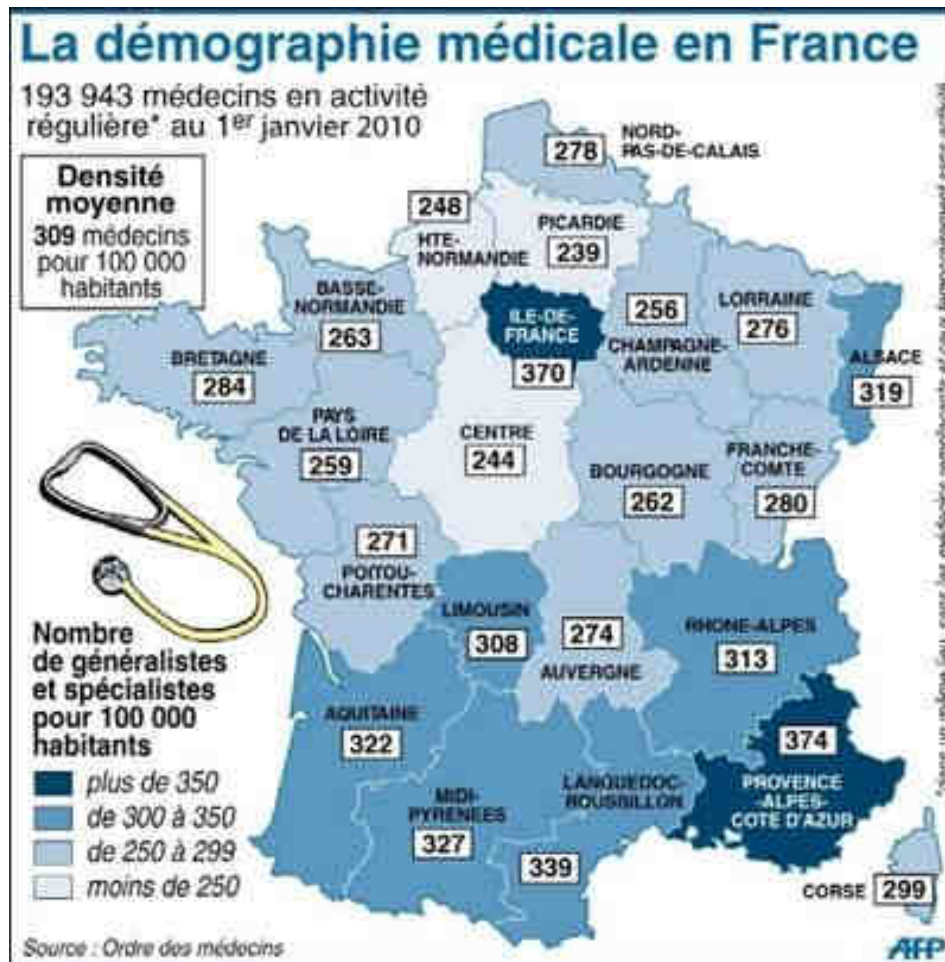 La démographie médicale en France
193 943 médecins en activité
régulière* au 1er janvier 2010
Densité
moyenne
309 médecins
pour 100 000
habitants
NORD-
PAS-DE-CALAIS
278
248
HTE-
NORMANDIE
PICARDIE
239
BASSE-
NORMANDIE
263
ILE-DE-
FRANCE
370
256
CHAMPAGNE-
ARDENNE
LORRAINE
276
ALSACE
319
BRETAGNE
284
PAYS
DE LA LOIRE
259
CENTRE
244
BOURGOGNE
262
FRANCHE-
COMTE
280
271
POITOU-
CHARENTES
LIMOUSIN
308
274
AUVERGNE
RHONE-ALPES
313
AQUITAINE
322
MIDI-
PYRENEES
327
LANGUEDOC-
ROUSSILLON
339
374
PROVENCE
-ALPES-
COTE D'AZUR
CORSE 299
Nombre
de généralistes
et spécialistes
pour 100 000
habitants
plus de 350
de 300 à 350
de 250 à 299
moins de 250
Source : Ordre des médecins
AFP